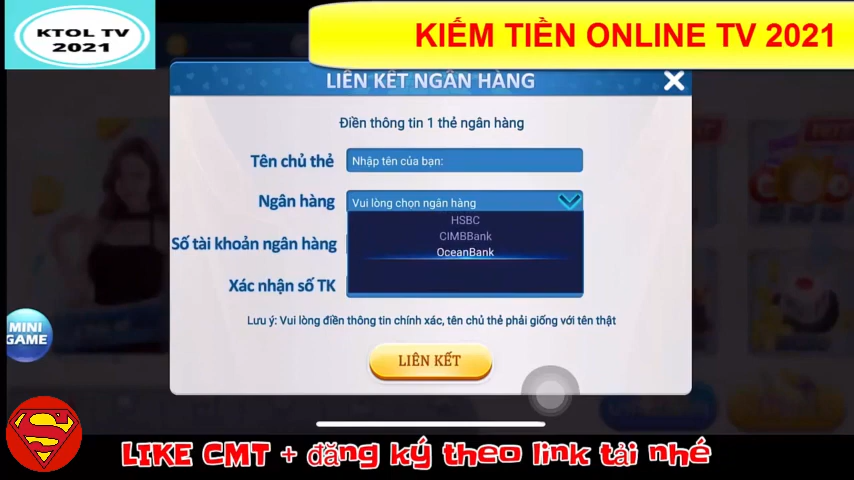 KTOL TV
2021
KIẾM TIỀN ONLINE TV 2021
LIÊN KẾT NGÂN HÀNG
Điền thông tin 1 thẻ ngân hàng
Tên chủ thẻ
Nhập tên của bạn:
Ngân hàng
Vui lòng chọn ngân hàng
HSBC
CIMBBank
OceanBank
Số tài khoản ngân hàng
Xác nhận số TK
Lưu ý: Vui lòng điền thông tin chính xác, tên chủ thẻ phải giống với tên thật
LIÊN KẾT
MINI
GAME
LIKE CMT + đăng ký theo link tải nhé